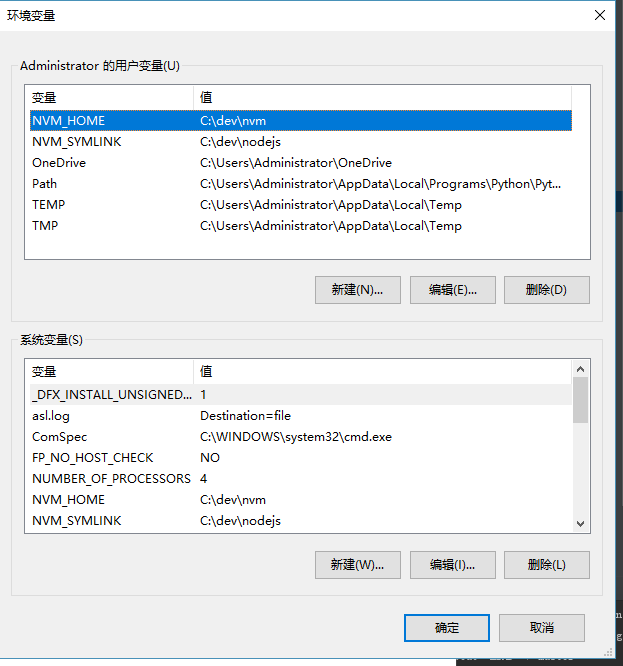 环境变量
Administrator 的用户变量(U)
变量 值
NVM_HOME C:\dev\nvm
NVM_SYMLINK C:\dev\nodejs
OneDrive C:\Users\Administrator\OneDrive
Path C:\Users\Administrator\AppData\Local\Programs\Python\Pyt...
TEMP C:\Users\Administrator\AppData\Local\Temp
TMP C:\Users\Administrator\AppData\Local\Temp
新建(N)... 编辑(E)... 删除(D)
系统变量(S)
变量 值
_DFX_INSTALL_UNSIGNED... 1
asl.log Destination=file
ComSpec C:\WINDOWS\system32\cmd.exe
FP_NO_HOST_CHECK NO
NUMBER_OF_PROCESSORS 4
NVM_HOME C:\dev\nvm
NVM_SYMLINK C:\dev\nodejs
新建(W)... 编辑(I)... 删除(L)
确定 取消